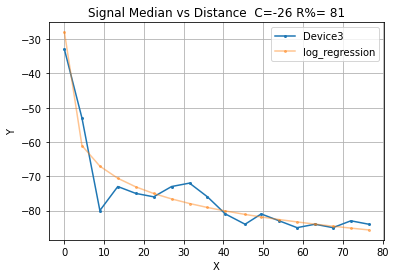 Signal Median vs Distance  C=-26 R%= 81
Device3
log_regression
Y
−30
−40
−50
−60
−70
−80
0 10 20 30 40 50 60 70 80
X